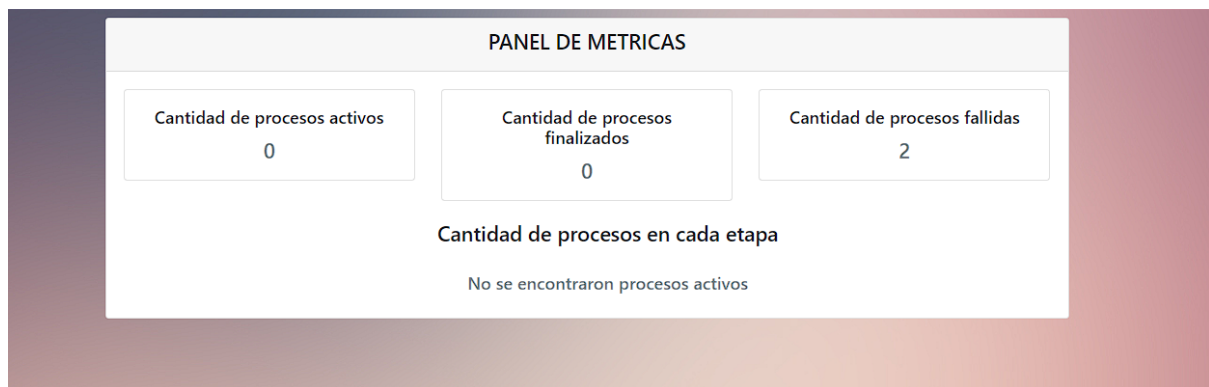 PANEL DE METRICAS
Cantidad de procesos activos
0
Cantidad de procesos
finalizados
0
Cantidad de procesos fallidas
2
Cantidad de procesos en cada etapa
No se encontraron procesos activos